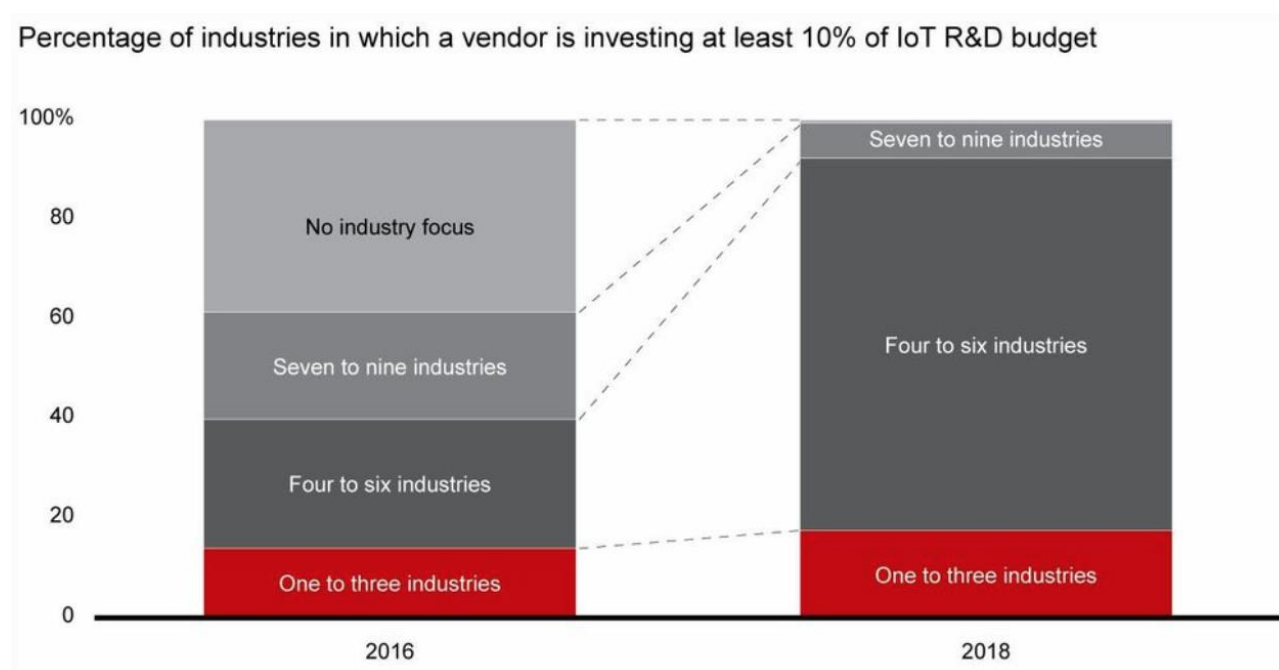 Percentage of industries in which a vendor is investing at least 10% of IoT R&D budget
100%
80
60
40
20
0
No industry focus
Seven to nine industries
Four to six industries
One to three industries
2016
Seven to nine industries
Four to six industries
One to three industries
2018